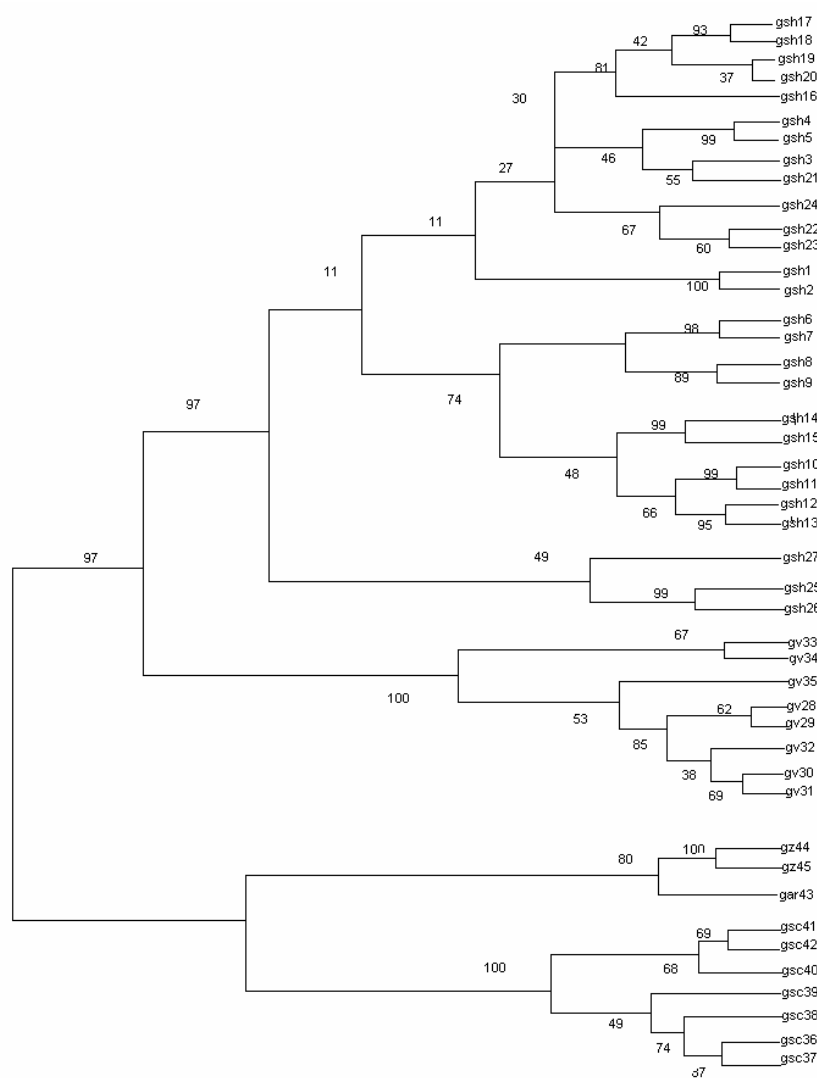 gsh17
93
42
gsh18
gsh19
81
37
gsh20
30
gsh16
gsh4
99
gsh5
46
gsh3
27
55
gsh21
gsh24
11
67
gsh22
60
gsh23
11
gsh1
100
gsh2
gsh6
98
gsh7
gsh8
89
gsh9
74
97
gsh14
99
gsh15
48
gsh10
99
gsh11
66
gsh12
95
gsh13
97
49
gsh27
99
gsh25
gsh26
67
gv33
gv34
100
gv35
53
62
gv28
gv29
85
gv32
38
gv30
69
gv31
80
100
gz44
gz45
gar43
69
gsc41
gsc42
100
68
gsc40
gsc39
49
gsc38
74
gsc36
gsc37
87